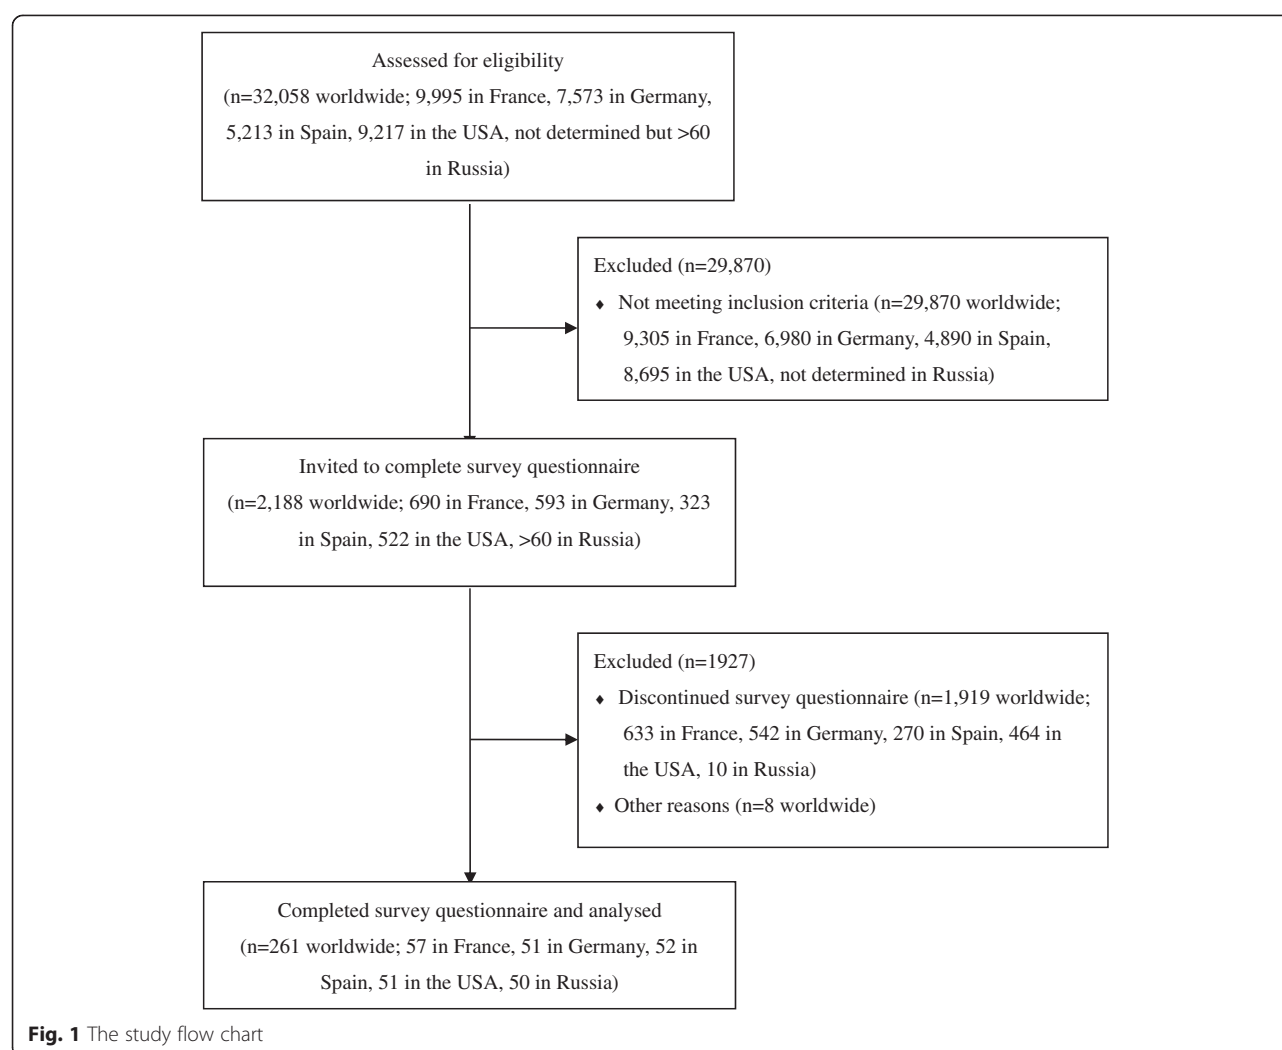 Assessed for eligibility
(n=32,058 worldwide; 9,995 in France, 7,573 in Germany,
5,213 in Spain, 9,217 in the USA, not determined but >60
in Russia)
Excluded (n=29,870)
♦ Not meeting inclusion criteria (n=29,870 worldwide;
9,305 in France, 6,980 in Germany, 4,890 in Spain,
8,695 in the USA, not determined in Russia)
Invited to complete survey questionnaire
(n=2,188 worldwide; 690 in France, 593 in Germany, 323
in Spain, 522 in the USA, >60 in Russia)
Excluded (n=1927)
♦ Discontinued survey questionnaire (n=1,919 worldwide;
633 in France, 542 in Germany, 270 in Spain, 464 in
the USA, 10 in Russia)
♦ Other reasons (n=8 worldwide)
Completed survey questionnaire and analysed
(n=261 worldwide; 57 in France, 51 in Germany, 52 in
Spain, 51 in the USA, 50 in Russia)
Fig. 1 The study flow chart